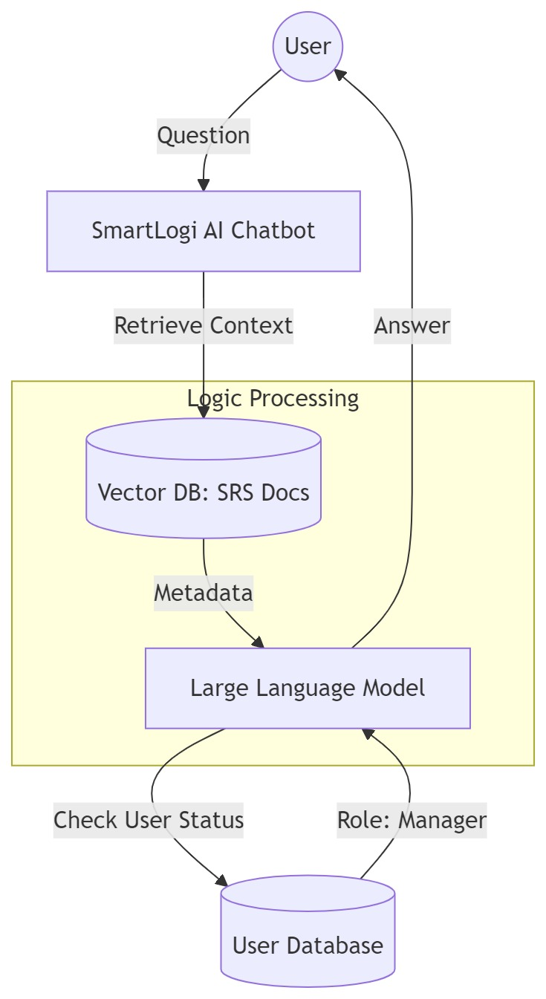 User
Question
SmartLogi AI Chatbot
Retrieve Context
Answer
Logic Processing
Vector DB: SRS Docs
Metadata
Large Language Model
Check User Status
Role: Manager
User Database